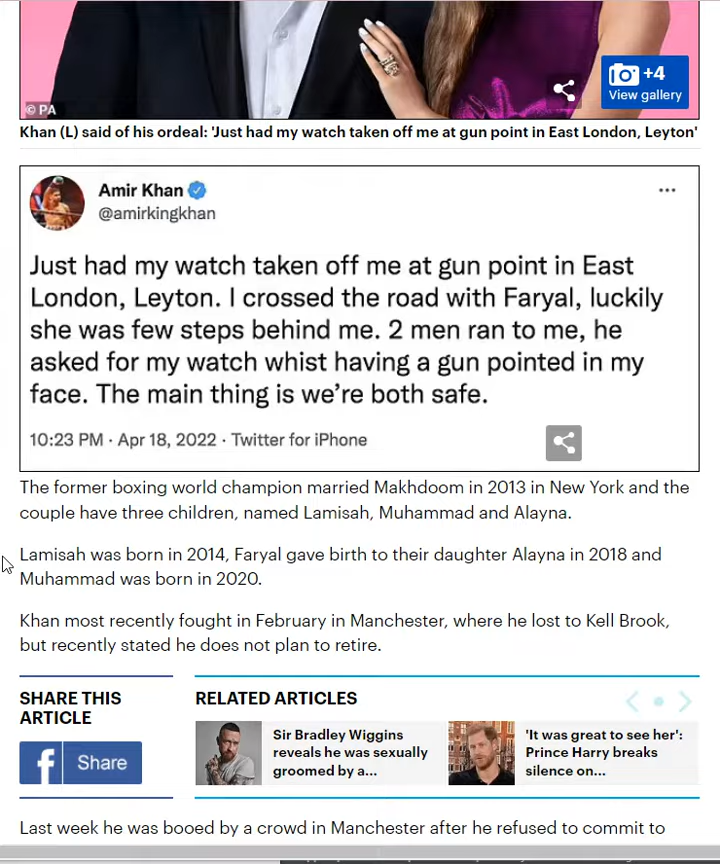 +4
View gallery
© PA
Khan (L) said of his ordeal: 'Just had my watch taken off me at gun point in East London, Leyton'
Amir Khan
@amirkingkhan
Just had my watch taken off me at gun point in East
London, Leyton. I crossed the road with Faryal, luckily
she was few steps behind me. 2 men ran to me, he
asked for my watch whist having a gun pointed in my
face. The main thing is we're both safe.
10:23 PM · Apr 18, 2022 · Twitter for iPhone
The former boxing world champion married Makhdoom in 2013 in New York and the
couple have three children, named Lamisah, Muhammad and Alayna.
Lamisah was born in 2014, Faryal gave birth to their daughter Alayna in 2018 and
Muhammad was born in 2020.
Khan most recently fought in February in Manchester, where he lost to Kell Brook,
but recently stated he does not plan to retire.
SHARE THIS
ARTICLE
f Share
RELATED ARTICLES
Sir Bradley Wiggins
reveals he was sexually
groomed by a...
'It was great to see her':
Prince Harry breaks
silence on...
Last week he was booed by a crowd in Manchester after he refused to commit to